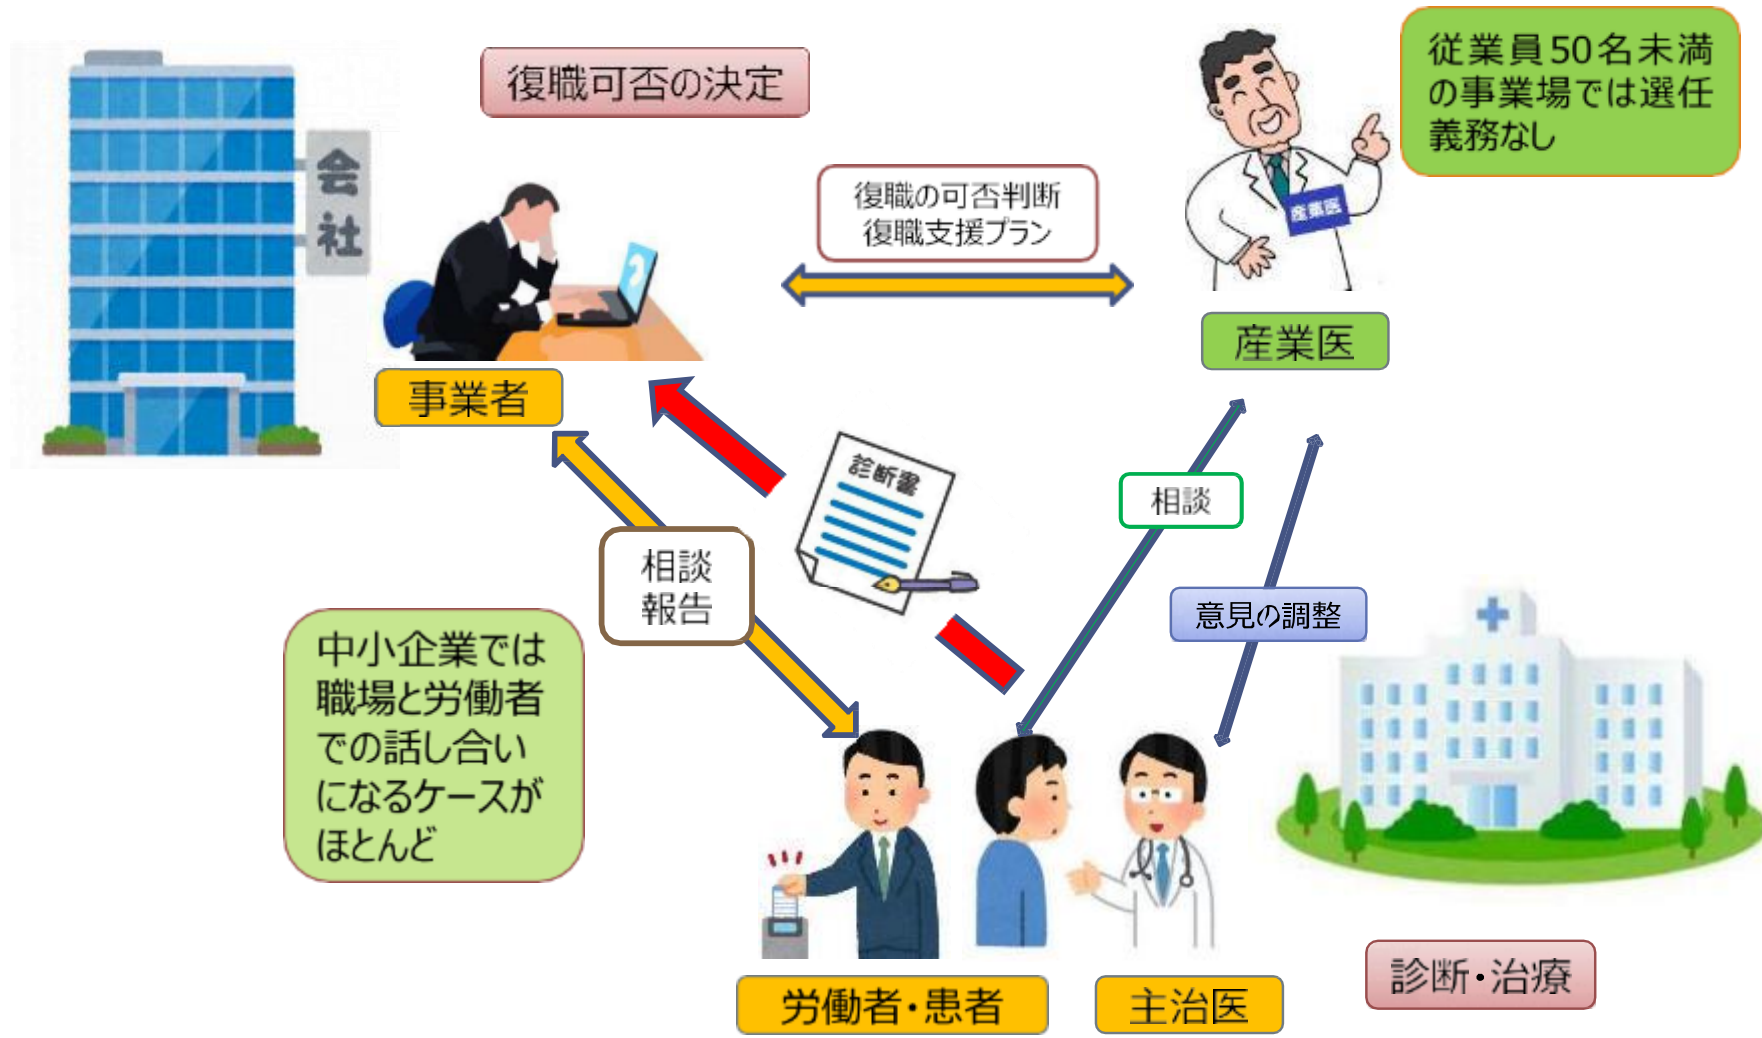 復職可否の決定
従業員50名未満
の事業場では選任
義務なし
会
社
復職の可否判断
復職支援プラン
産業医
産業医
事業者
診断書
相談
相談
報告
意見の調整
中小企業では
職場と労働者
での話し合い
になるケースが
ほとんど
診断・治療
労働者・患者
主治医